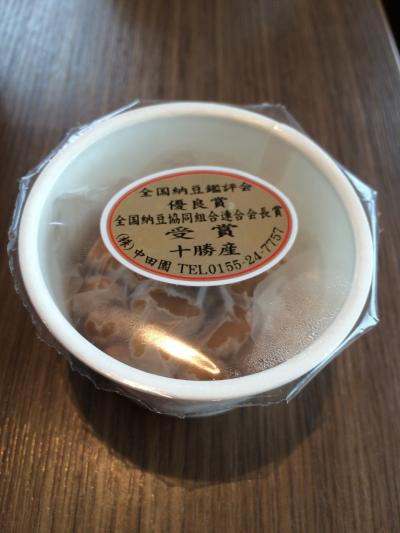 全国納豆鑑評会
優良賞
全国納豆協同組合連合会長賞
受賞
十勝産
(株)中田園 TEL.0155-24-7757